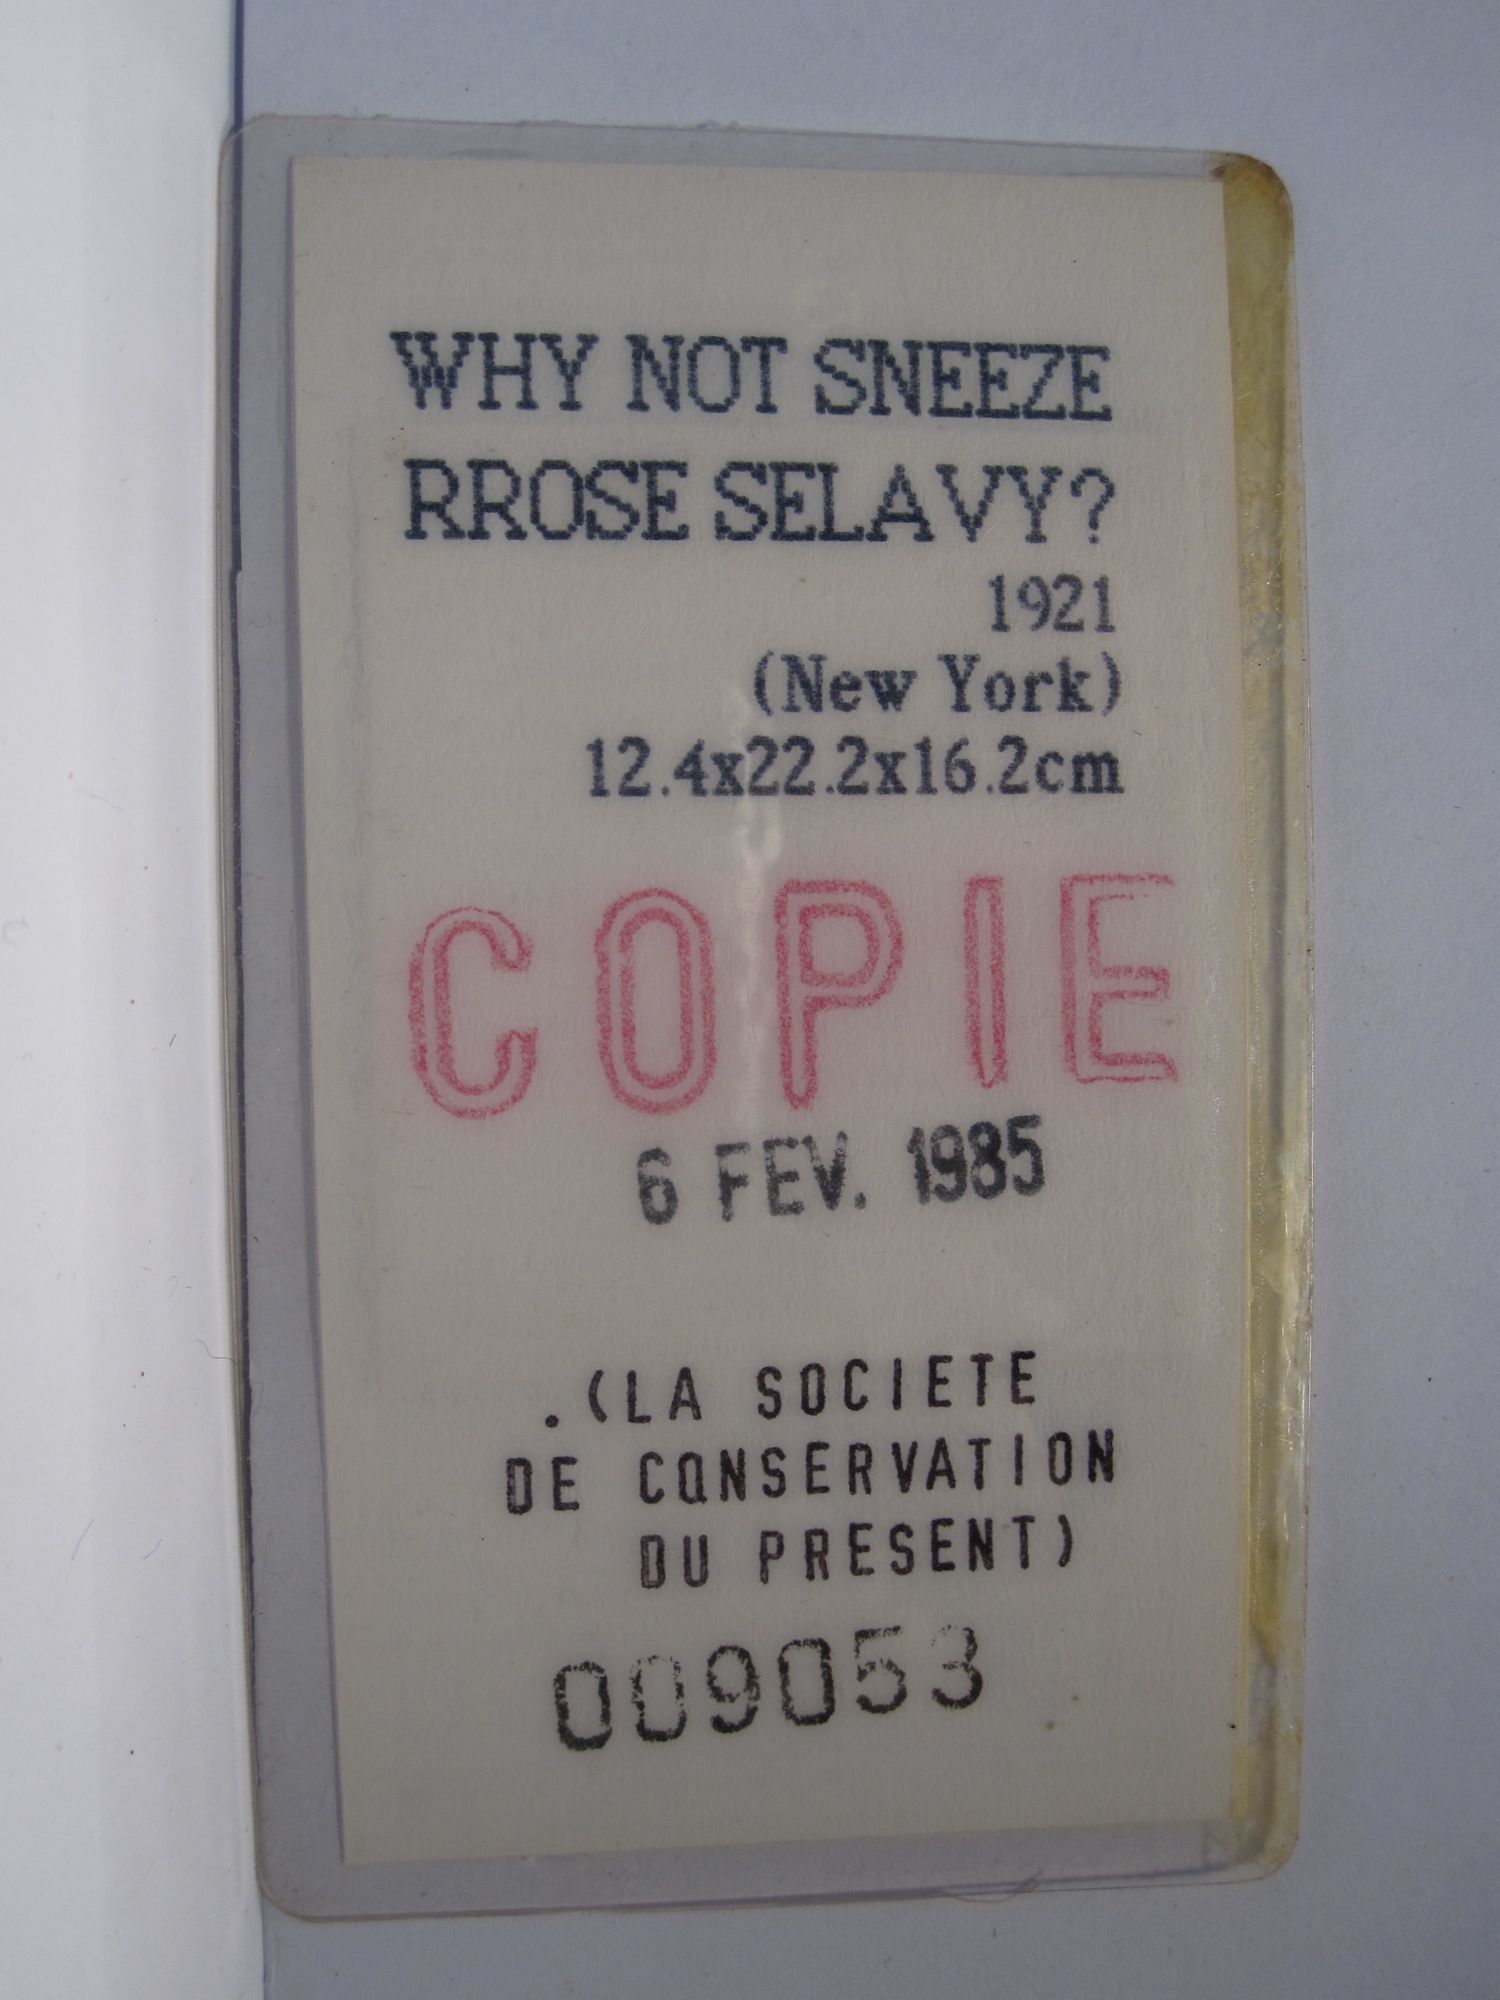 WHY NOT SNEEZE
RROSE SELAVY?
1921
(New York)
12.4x22.2x16.2cm
COPIE
6 FEV. 1985
.(LA SOCIETE
DE CONSERVATION
DU PRESENT)
009053